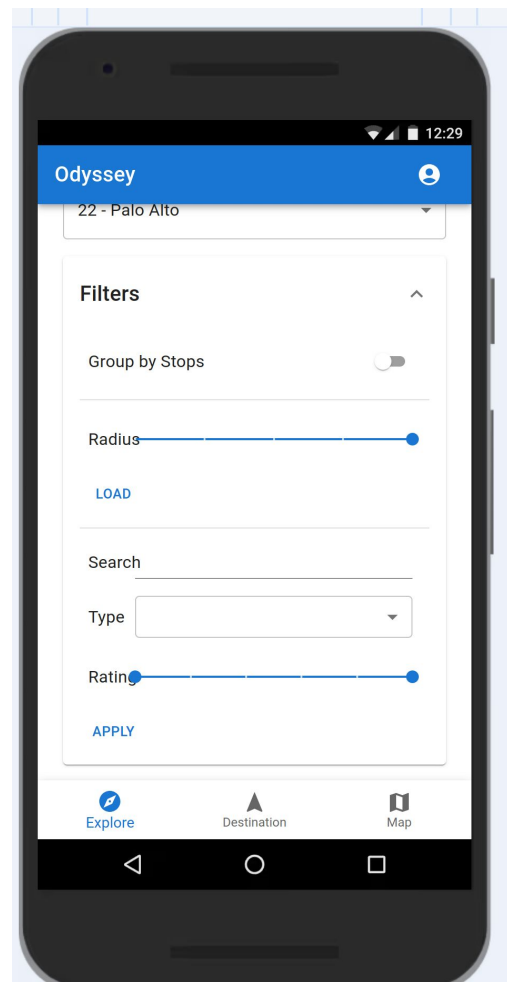 12:29
Odyssey
22 - Palo Alto
Filters
Group by Stops
Radius
LOAD
Search
Type
Rating
APPLY
Explore Destination Map